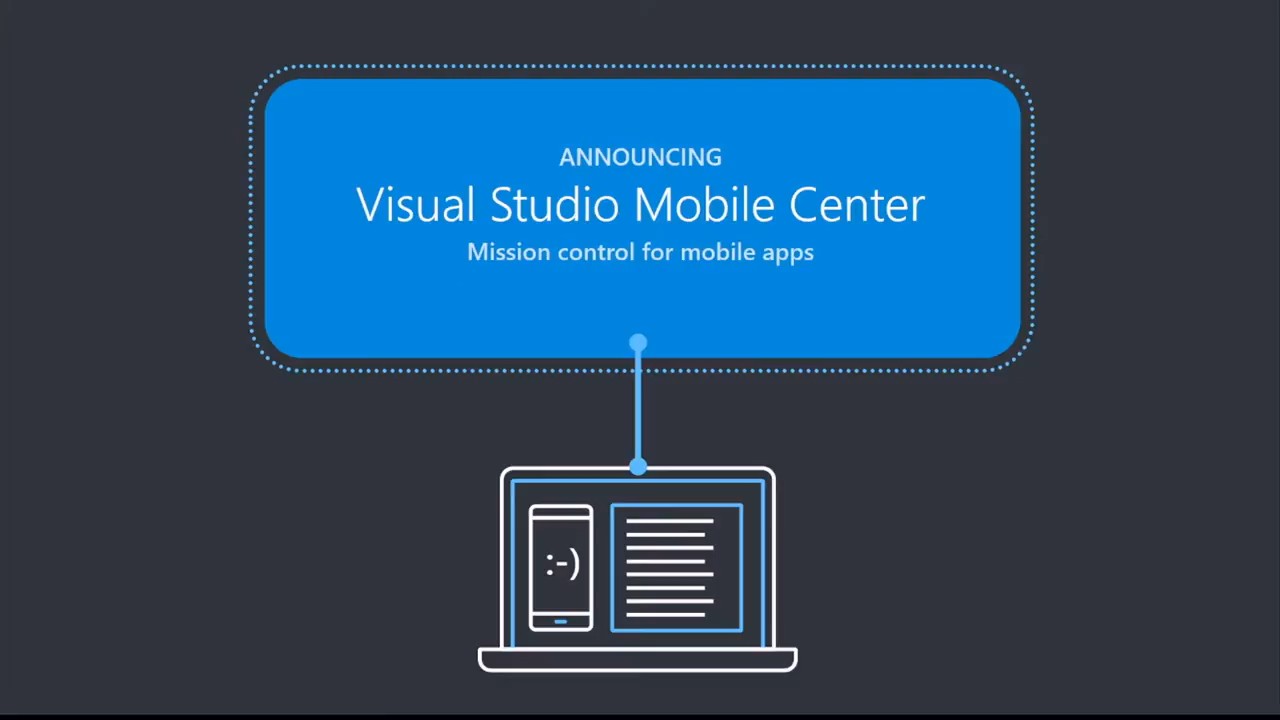 ANNOUNCING
Visual Studio Mobile Center
Mission control for mobile apps
:-)